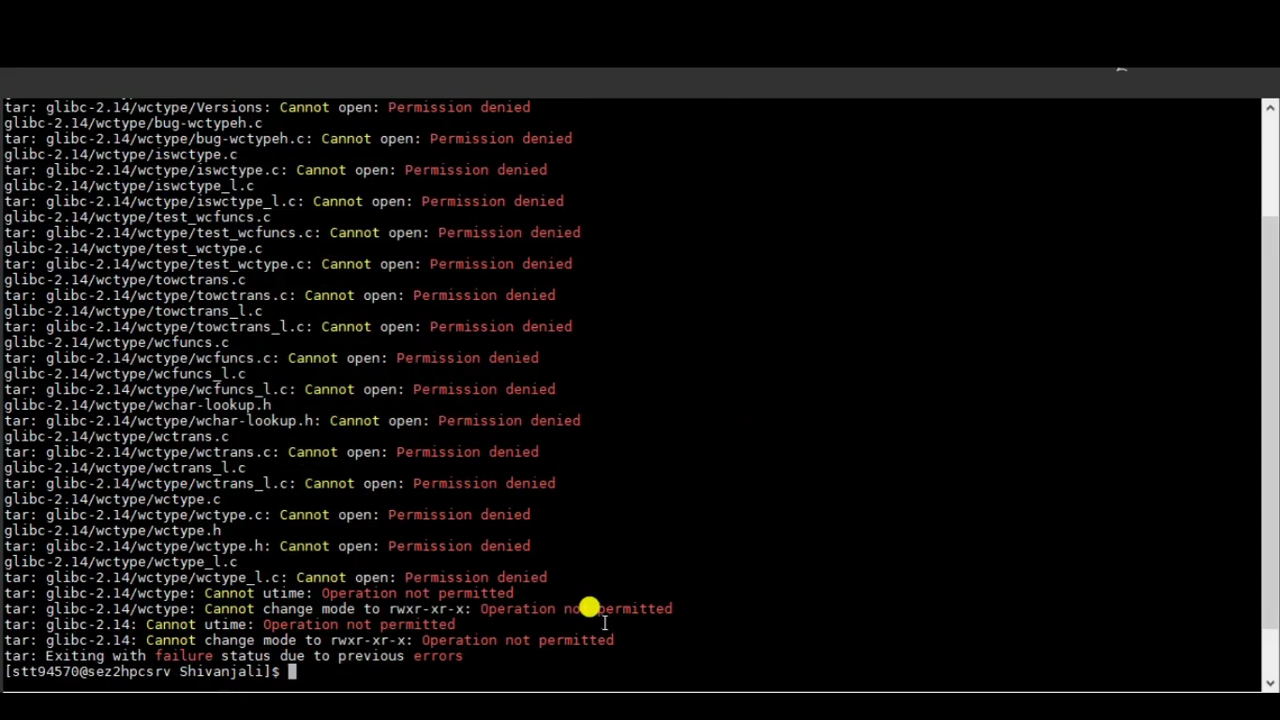 tar: glibc-2.14/wctype/Versions: Cannot open: Permission denied
glibc-2.14/wctype/bug-wctypeh.c
tar: glibc-2.14/wctype/bug-wctypeh.c: Cannot open: Permission denied
glibc-2.14/wctype/iswctype.c
tar: glibc-2.14/wctype/iswctype.c: Cannot open: Permission denied
glibc-2.14/wctype/iswctype_l.c
tar: glibc-2.14/wctype/iswctype_l.c: Cannot open: Permission denied
glibc-2.14/wctype/test_wcfuncs.c
tar: glibc-2.14/wctype/test_wcfuncs.c: Cannot open: Permission denied
glibc-2.14/wctype/test_wctype.c
tar: glibc-2.14/wctype/test_wctype.c: Cannot open: Permission denied
glibc-2.14/wctype/towctrans.c
tar: glibc-2.14/wctype/towctrans.c: Cannot open: Permission denied
glibc-2.14/wctype/towctrans_l.c
tar: glibc-2.14/wctype/towctrans_l.c: Cannot open: Permission denied
glibc-2.14/wctype/wcfuncs.c
tar: glibc-2.14/wctype/wcfuncs.c: Cannot open: Permission denied
glibc-2.14/wctype/wcfuncs_l.c
tar: glibc-2.14/wctype/wcfuncs_l.c: Cannot open: Permission denied
glibc-2.14/wctype/wchar-lookup.h
tar: glibc-2.14/wctype/wchar-lookup.h: Cannot open: Permission denied
glibc-2.14/wctype/wctrans.c
tar: glibc-2.14/wctype/wctrans.c: Cannot open: Permission denied
glibc-2.14/wctype/wctrans_l.c
tar: glibc-2.14/wctype/wctrans_l.c: Cannot open: Permission denied
glibc-2.14/wctype/wctype.c
tar: glibc-2.14/wctype/wctype.c: Cannot open: Permission denied
glibc-2.14/wctype/wctype.h
tar: glibc-2.14/wctype/wctype.h: Cannot open: Permission denied
glibc-2.14/wctype/wctype_l.c
tar: glibc-2.14/wctype/wctype_l.c: Cannot open: Permission denied
tar: glibc-2.14/wctype: Cannot utime: Operation not permitted
tar: glibc-2.14/wctype: Cannot change mode to rwxr-xr-x: Operation not permitted
tar: glibc-2.14: Cannot utime: Operation not permitted
tar: glibc-2.14: Cannot change mode to rwxr-xr-x: Operation not permitted
tar: Exiting with failure status due to previous errors
[stt94570@sez2hpcsrv Shivanjali]$